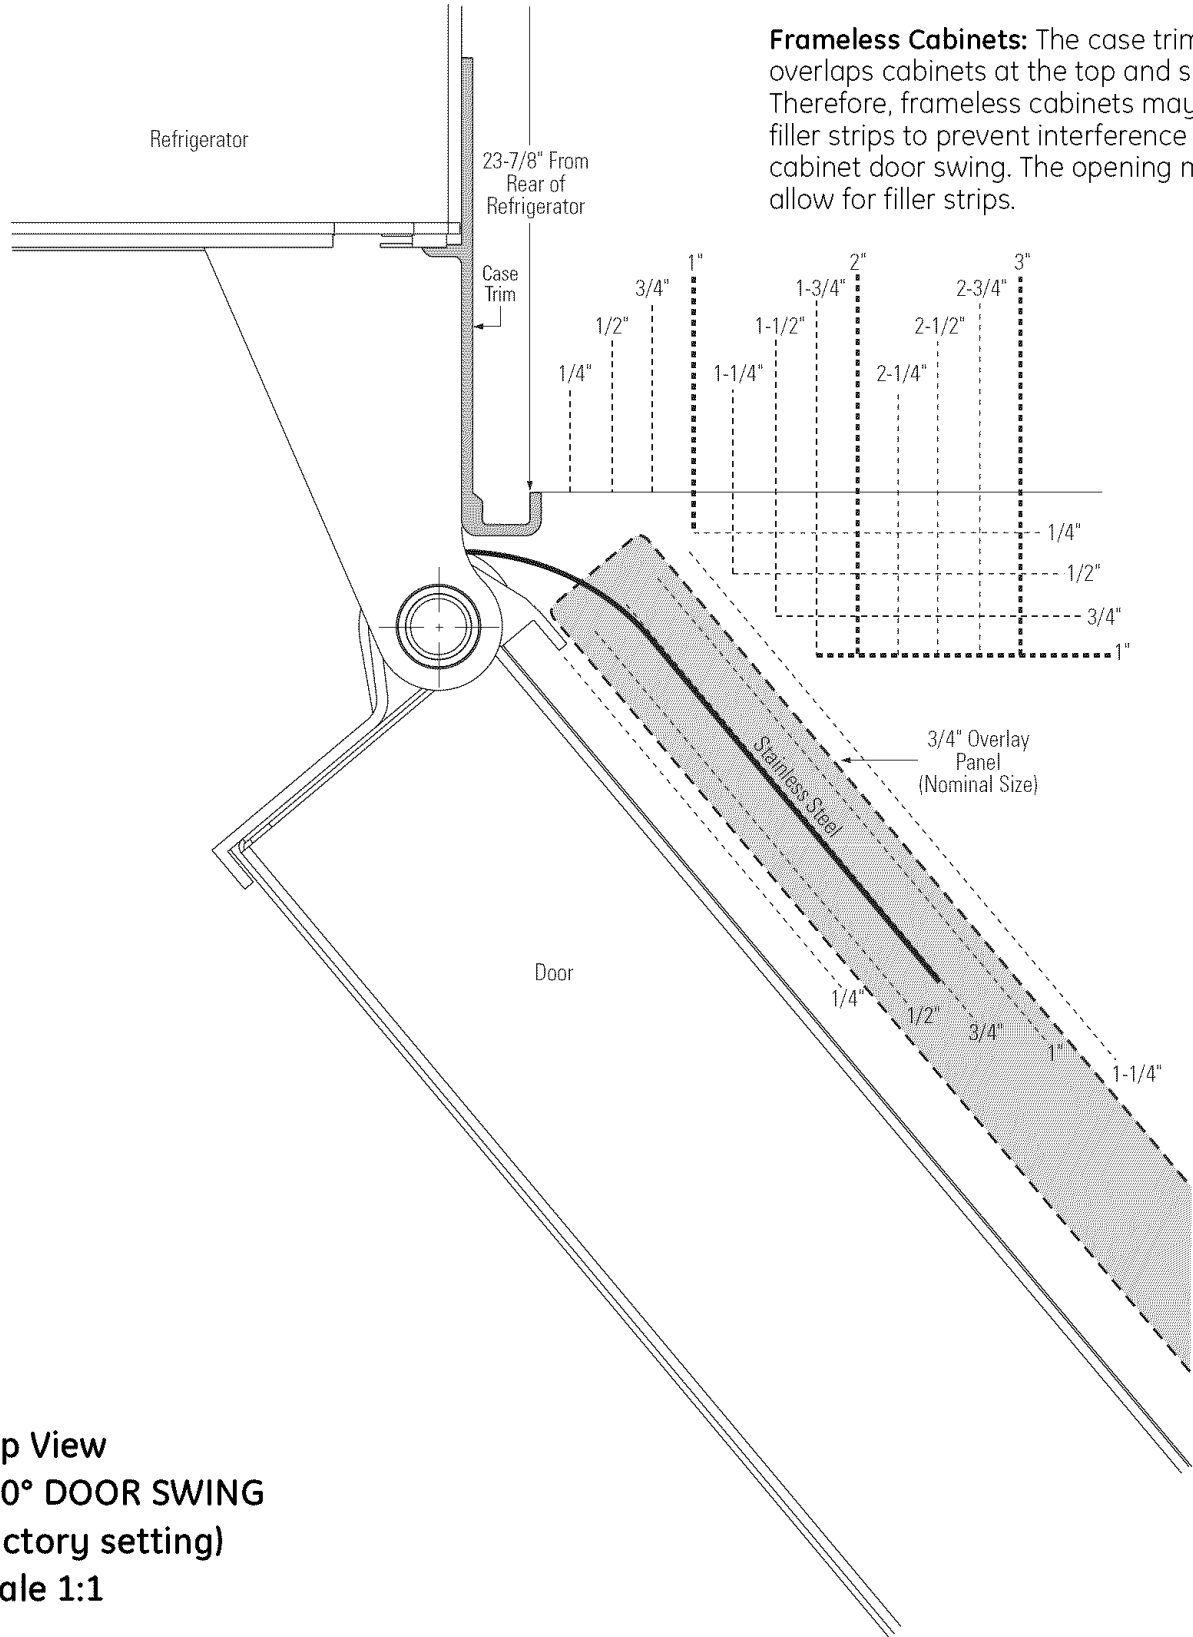 Frameless Cabinets: The case trim
overlaps cabinets at the top and s
Therefore, frameless cabinets may
filler strips to prevent interference
cabinet door swing. The opening m
allow for filler strips.
Refrigerator
23-7/8" From
Rear of
Refrigerator
Case
Trim
1"
2"
3"
3/4"
1-3/4"
2-3/4"
1/2"
1-1/2"
2-1/2"
1/4"
1-1/4"
2-1/4"
1/4"
1/2"
3/4"
1"
3/4" Overlay
Panel
(Nominal Size)
Stainless Steel
Door
1/4"
1/2"
3/4"
1"
1-1/4"
p View
0° DOOR SWING
ctory setting)
ale 1:1